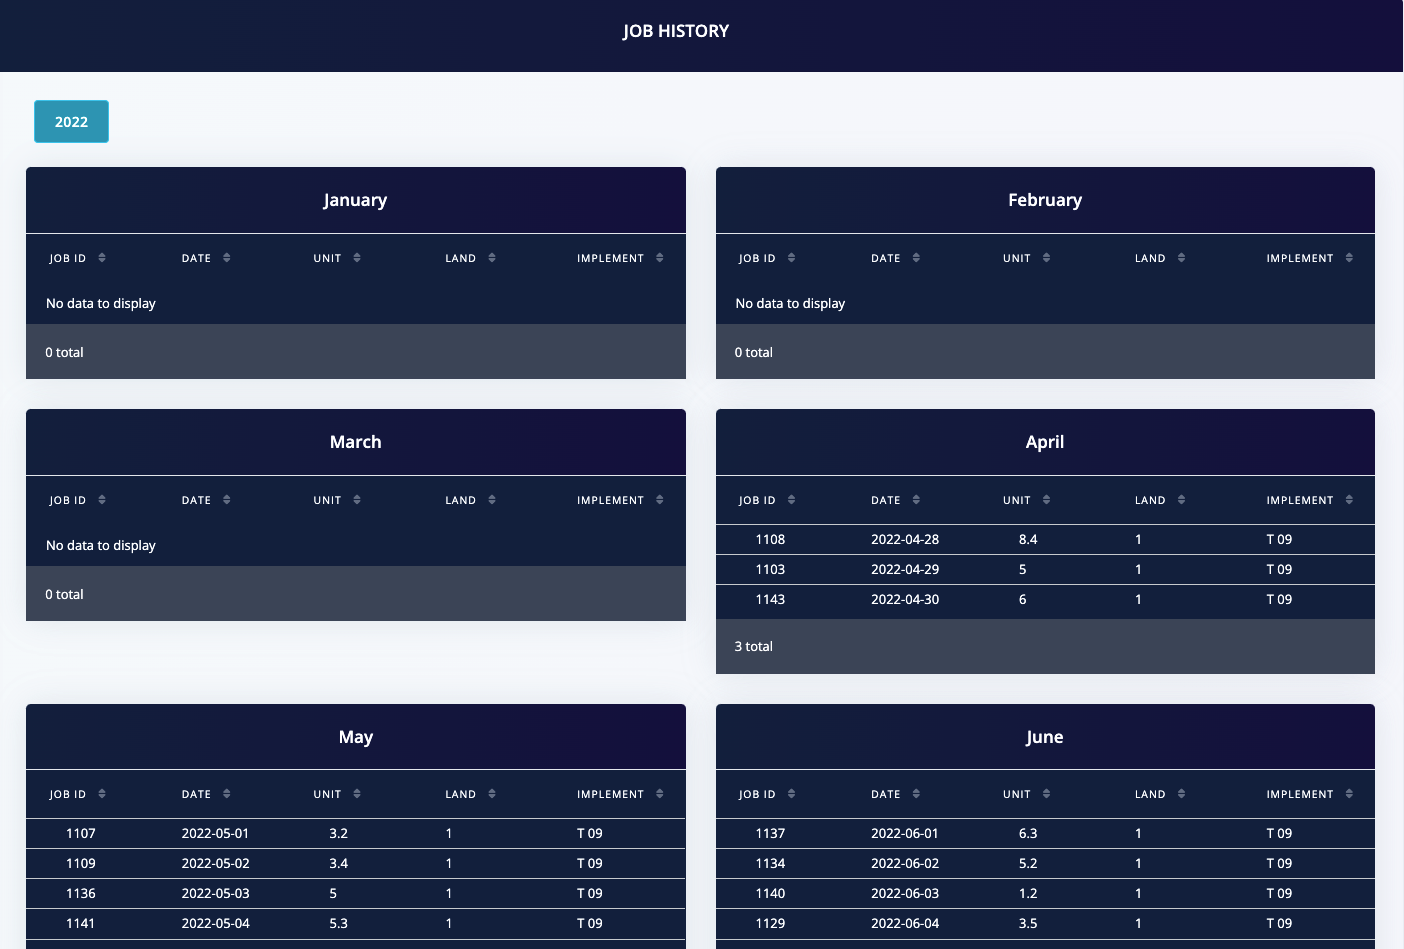 JOB HISTORY
2022
January
JOB ID DATE UNIT LAND IMPLEMENT
No data to display
0 total
February
JOB ID DATE UNIT LAND IMPLEMENT
No data to display
0 total
March
JOB ID DATE UNIT LAND IMPLEMENT
No data to display
0 total
April
JOB ID DATE UNIT LAND IMPLEMENT
1108 2022-04-28 8.4 1 T 09
1103 2022-04-29 5 1 T 09
1143 2022-04-30 6 1 T 09
3 total
May
JOB ID DATE UNIT LAND IMPLEMENT
1107 2022-05-01 3.2 1 T 09
1109 2022-05-02 3.4 1 T 09
1136 2022-05-03 5 1 T 09
1141 2022-05-04 5.3 1 T 09
June
JOB ID DATE UNIT LAND IMPLEMENT
1137 2022-06-01 6.3 1 T 09
1134 2022-06-02 5.2 1 T 09
1140 2022-06-03 1.2 1 T 09
1129 2022-06-04 3.5 1 T 09